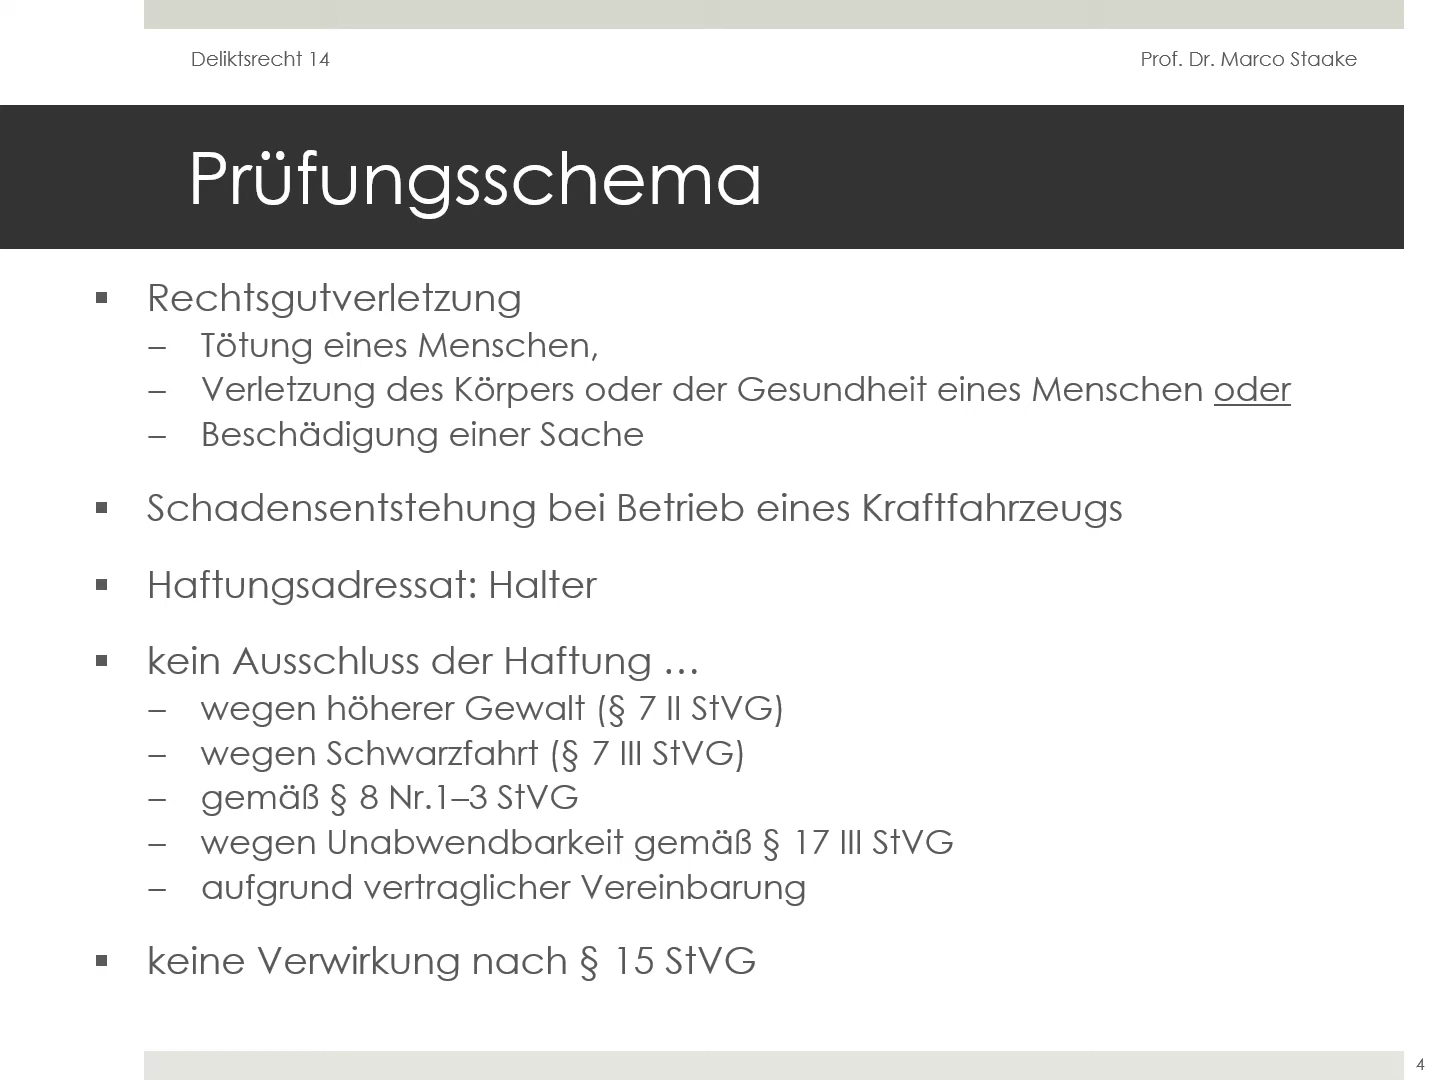 Deliktsrecht 14
Prof. Dr. Marco Staake
Prüfungsschema
▪ Rechtsgutverletzung
– Tötung eines Menschen,
– Verletzung des Körpers oder der Gesundheit eines Menschen oder
– Beschädigung einer Sache
▪ Schadensentstehung bei Betrieb eines Kraftfahrzeugs
▪ Haftungsadressat: Halter
▪ kein Ausschluss der Haftung …
– wegen höherer Gewalt (§ 7 II StVG)
– wegen Schwarzfahrt (§ 7 III StVG)
– gemäß § 8 Nr.1–3 StVG
– wegen Unabwendbarkeit gemäß § 17 III StVG
– aufgrund vertraglicher Vereinbarung
▪ keine Verwirkung nach § 15 StVG
4